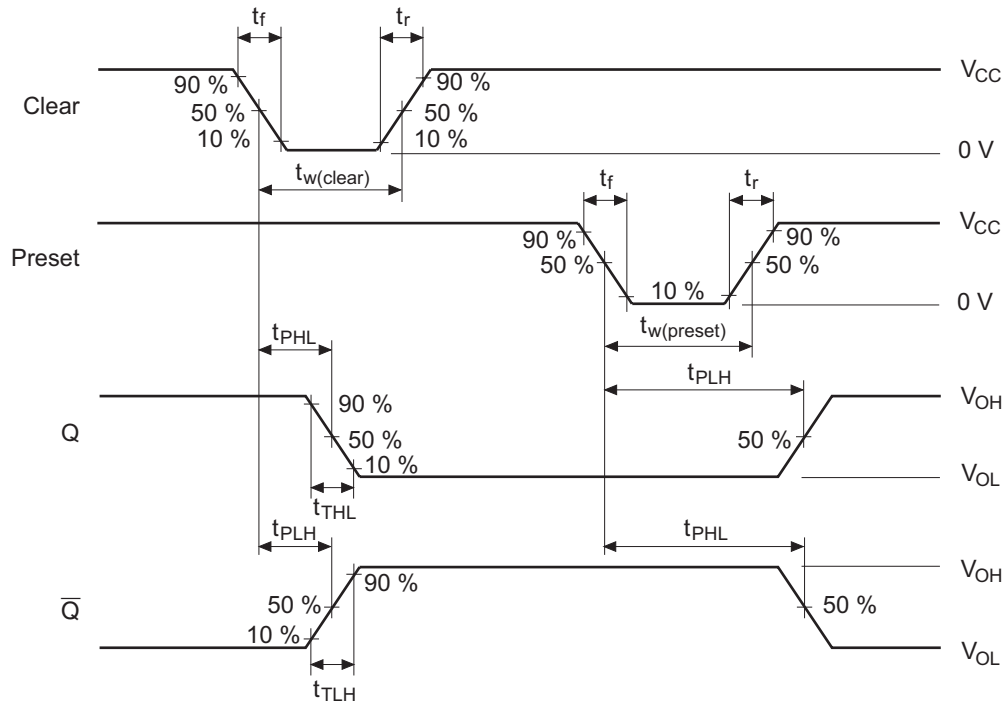 tf
tr
90 %
90 %
VCC
Clear
50 %
50 %
10 %
10 %
0 V
tw(clear)
tf
tr
VCC
Preset
90 %
90 %
50 %
50 %
10 %
0 V
tPHL
tw(preset)
tPLH
VOH
90 %
Q
50 %
50 %
10 %
VOL
tTHL
tPLH
tPHL
VOH
90 %
Q̅
50 %
50 %
10 %
VOL
tTLH